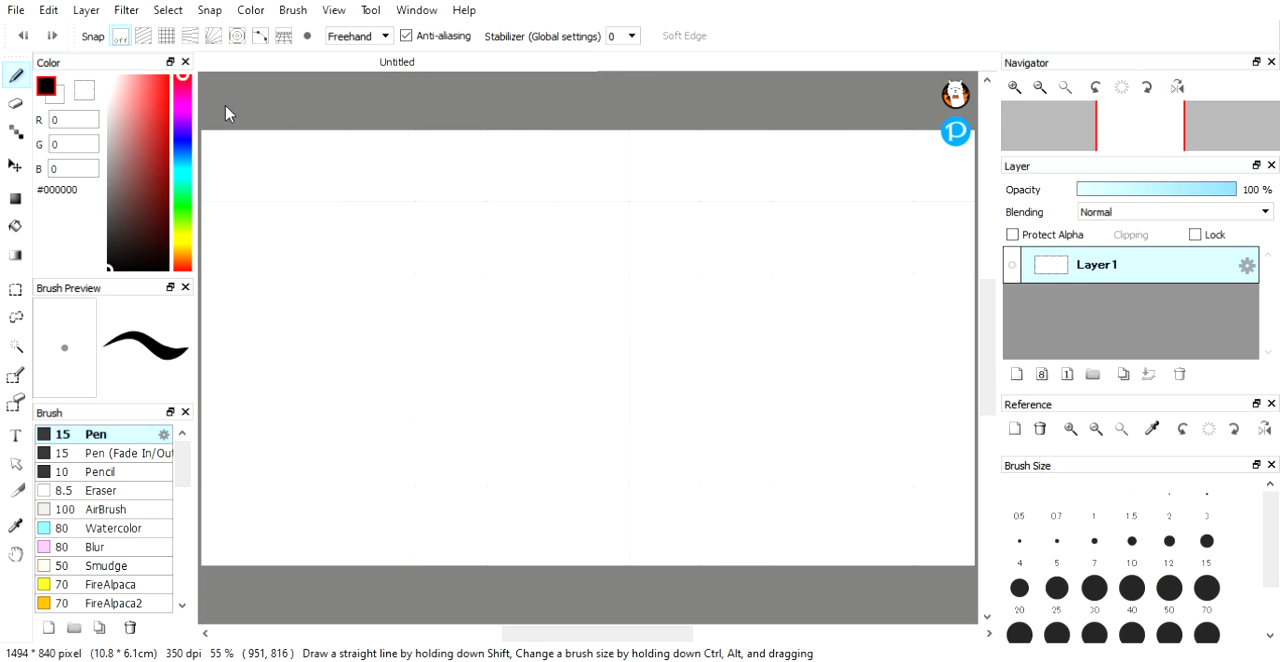 File Edit Layer Filter Select Snap Color Brush View Tool Window Help
Snap off Freehand Anti-aliasing Stabilizer (Global settings) 0 Soft Edge
Color
R 0
G 0
B 0
#000000
Brush Preview
Brush
15 Pen
15 Pen (Fade In/Out
10 Pencil
8.5 Eraser
100 AirBrush
80 Watercolor
80 Blur
50 Smudge
70 FireAlpaca
70 FireAlpaca2
Untitled
Navigator
Layer
Opacity 100 %
Blending Normal
Protect Alpha Clipping Lock
Layer1
8 1
Reference
Brush Size
0.5 0.7 1 1.5 2 3
4 5 7 10 12 15
20 25 30 40 50 70
T
P
1494 * 840 pixel (10.8 * 6.1cm) 350 dpi 55 % ( 951, 816 ) Draw a straight line by holding down Shift, Change a brush size by holding down Ctrl, Alt, and dragging